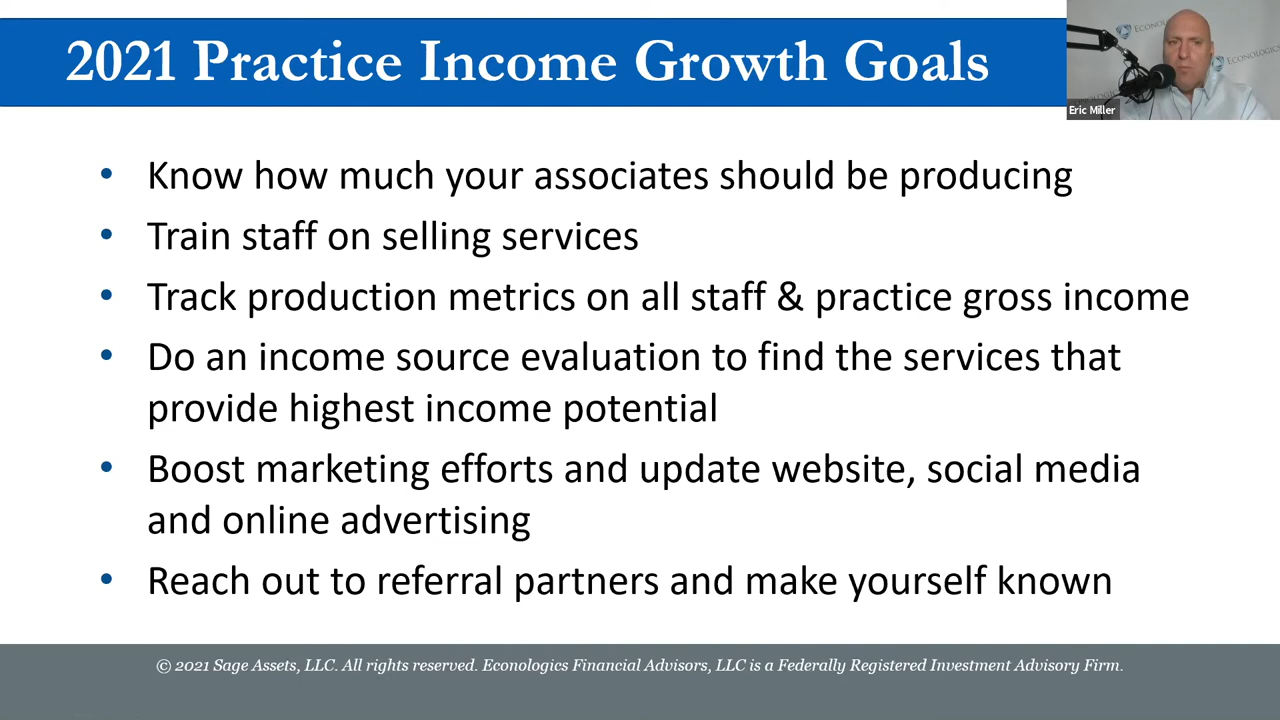 2021 Practice Income Growth Goals
ECONOLOGIC
Eric Miller
• Know how much your associates should be producing
• Train staff on selling services
• Track production metrics on all staff & practice gross income
• Do an income source evaluation to find the services that
provide highest income potential
• Boost marketing efforts and update website, social media
and online advertising
• Reach out to referral partners and make yourself known
© 2021 Sage Assets, LLC. All rights reserved. Econologics Financial Advisors, LLC is a Federally Registered Investment Advisory Firm.